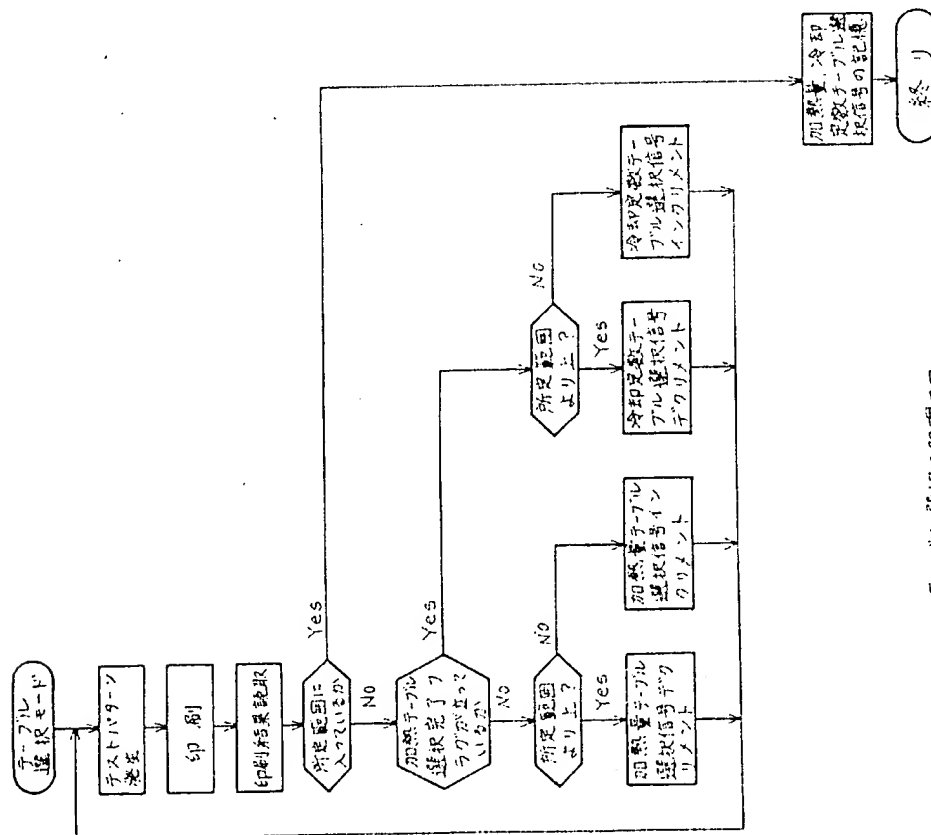 テーブル
選択モード
テストパターン
発生
印刷
印刷結果読取
所定範囲に
入っているか
Yes
No
加熱テーブル
選択完了フ
ラグが立って
いるか
Yes
No
所定範囲
より上?
No
Yes
加熱量テーブル
選択信号デク
リメント
加熱量テーブル
選択信号イン
クリメント
所定範囲
より上?
No
Yes
冷却定数テー
ブル選択信号
デクリメント
冷却定数テー
ブル選択信号
インクリメント
加熱量、冷却
定数テーブル選
択信号の記憶
終り